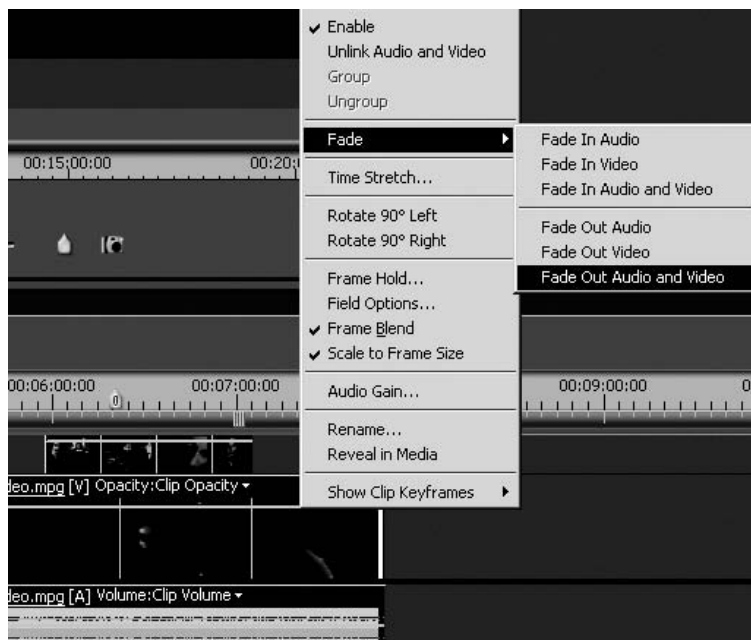 Enable
Unlink Audio and Video
Group
Ungroup
Fade
Fade In Audio
Fade In Video
Fade In Audio and Video
Fade Out Audio
Fade Out Video
Fade Out Audio and Video
Time Stretch...
Rotate 90° Left
Rotate 90° Right
Frame Hold...
Field Options...
Frame Blend
Scale to Frame Size
Audio Gain...
Rename...
Reveal in Media
Show Clip Keyframes
00:15:00:00
00:20:
00:06:00:00 00:07:00:00 00:09:00:00 0
0
deo.mpg [V] Opacity:Clip Opacity
deo.mpg [A] Volume:Clip Volume